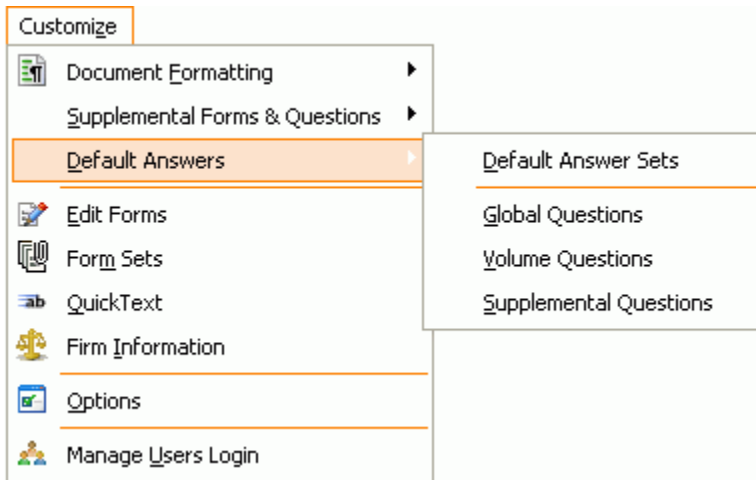 Customize
Document Formatting
Supplemental Forms & Questions
Default Answers
Edit Forms
Form Sets
ab QuickText
Firm Information
Options
Manage Users Login
Default Answer Sets
Global Questions
Volume Questions
Supplemental Questions